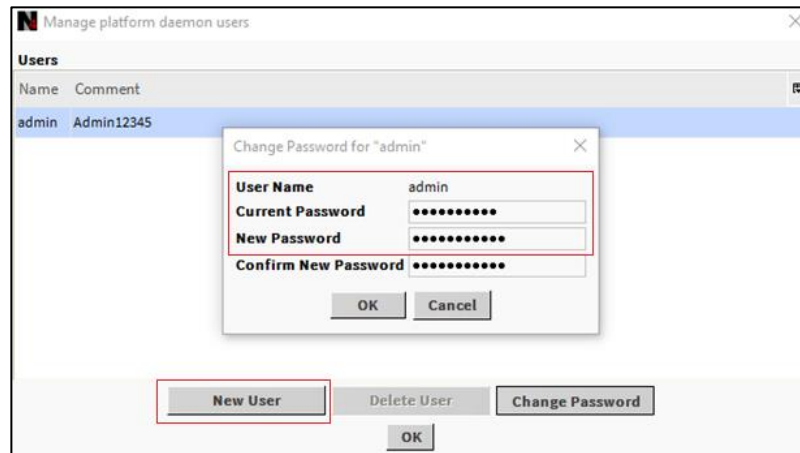 Manage platform daemon users
Users
Name Comment
admin Admin12345
Change Password for "admin"
User Name admin
Current Password ••••••••••
New Password •••••••••••
Confirm New Password •••••••••••
OK Cancel
New User Delete User Change Password
OK